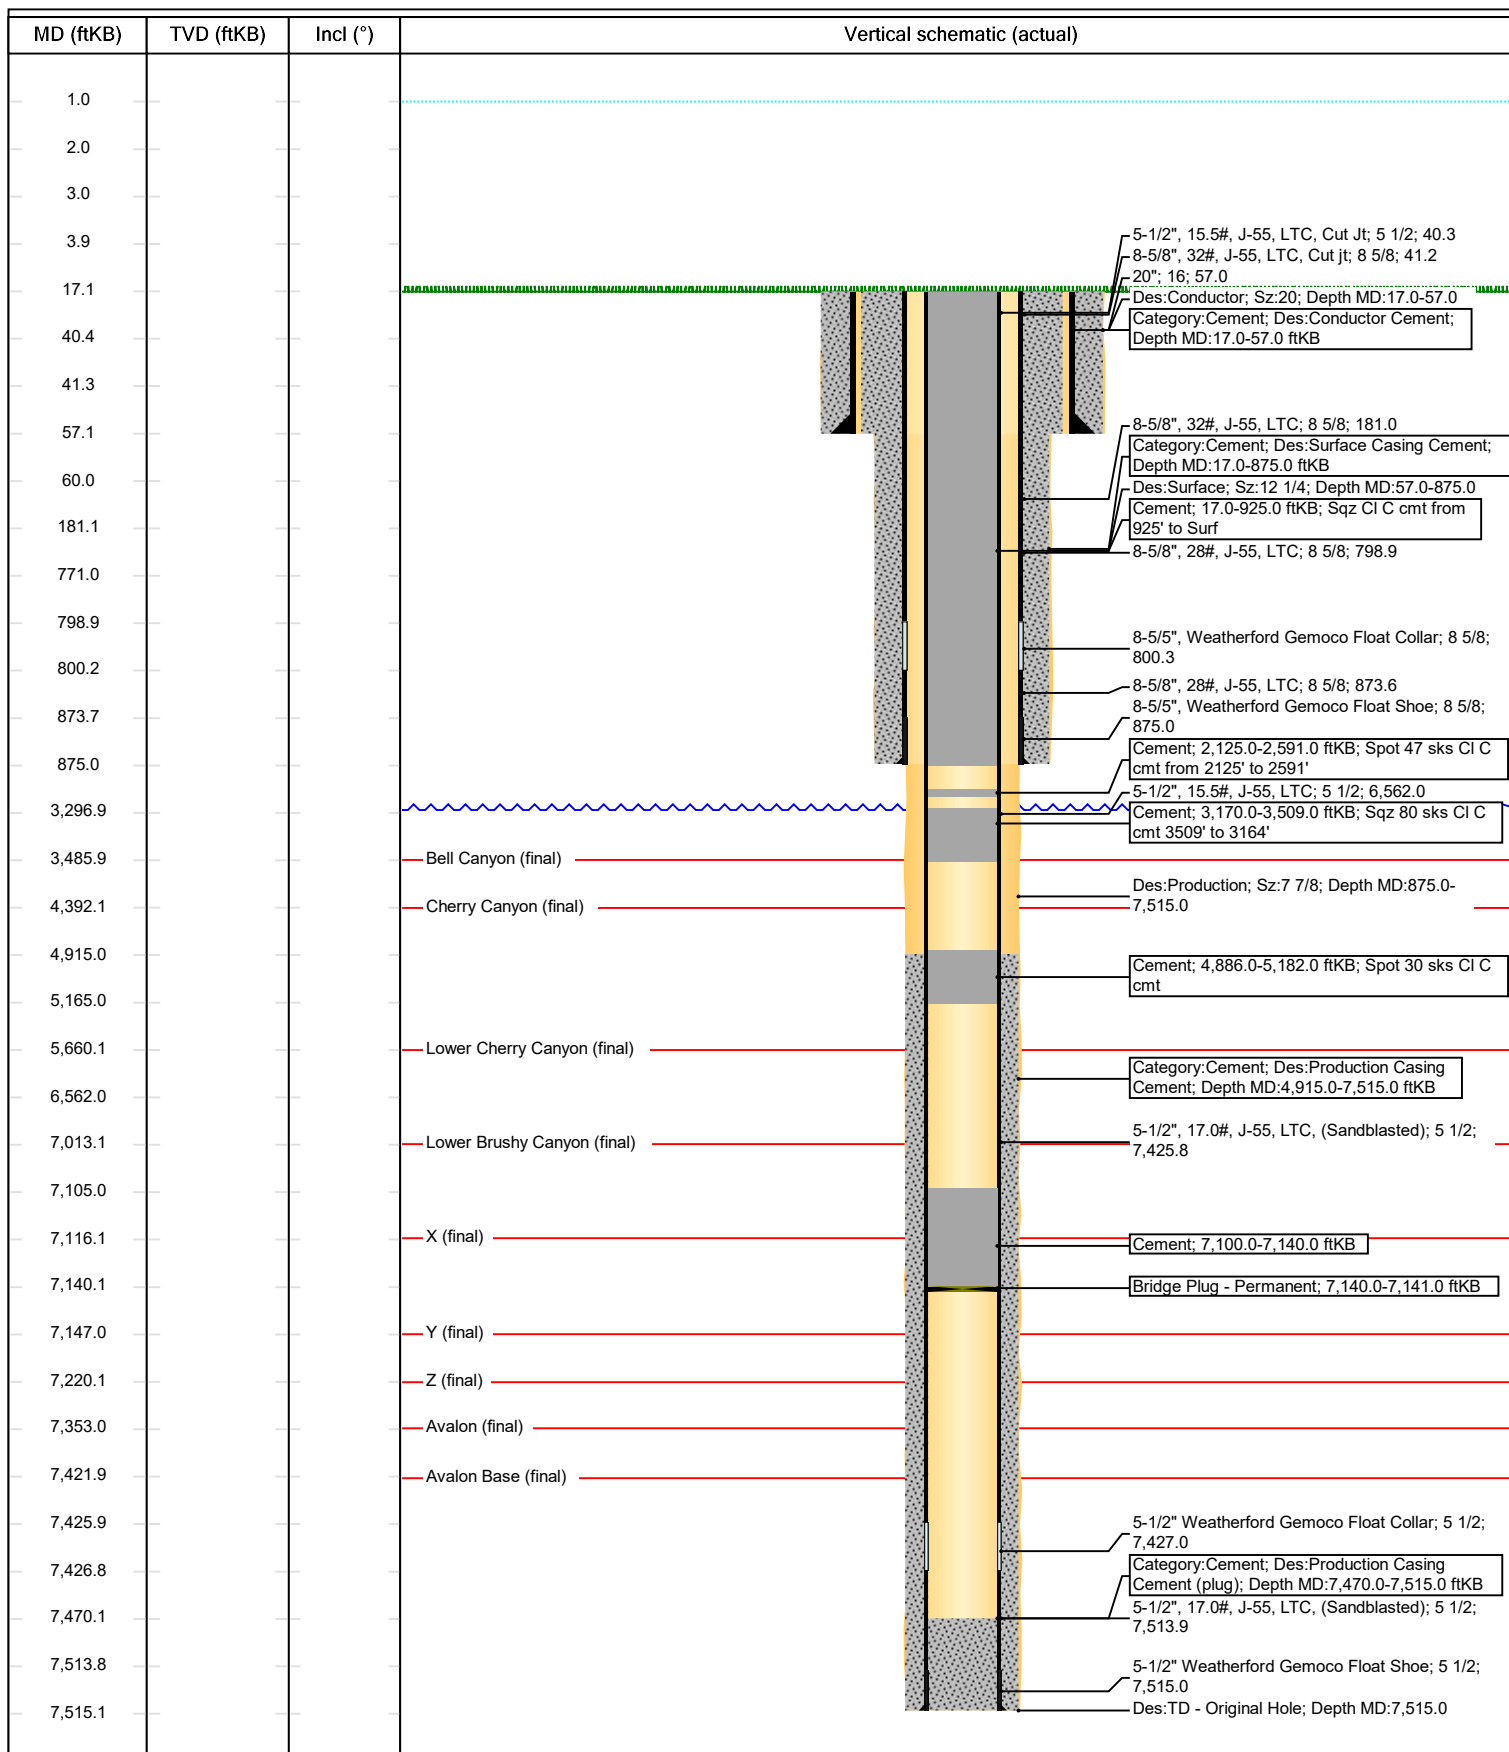 MD (ftKB) TVD (ftKB) Incl (°) Vertical schematic (actual)
1.0
2.0
3.0
3.9
17.1
40.4
41.3
57.1
60.0
181.1
771.0
798.9
800.2
873.7
875.0
3,296.9
3,485.9
4,392.1
4,915.0
5,165.0
5,660.1
6,562.0
7,013.1
7,105.0
7,116.1
7,140.1
7,147.0
7,220.1
7,353.0
7,421.9
7,425.9
7,426.8
7,470.1
7,513.8
7,515.1
Bell Canyon (final)
Cherry Canyon (final)
Lower Cherry Canyon (final)
Lower Brushy Canyon (final)
X (final)
Y (final)
Z (final)
Avalon (final)
Avalon Base (final)
5-1/2", 15.5#, J-55, LTC, Cut Jt; 5 1/2; 40.3
8-5/8", 32#, J-55, LTC, Cut jt; 8 5/8; 41.2
20"; 16; 57.0
Des:Conductor; Sz:20; Depth MD:17.0-57.0
Category:Cement; Des:Conductor Cement;
Depth MD:17.0-57.0 ftKB
8-5/8", 32#, J-55, LTC; 8 5/8; 181.0
Category:Cement; Des:Surface Casing Cement;
Depth MD:17.0-875.0 ftKB
Des:Surface; Sz:12 1/4; Depth MD:57.0-875.0
Cement; 17.0-925.0 ftKB; Sqz Cl C cmt from
925' to Surf
8-5/8", 28#, J-55, LTC; 8 5/8; 798.9
8-5/5", Weatherford Gemoco Float Collar; 8 5/8;
800.3
8-5/8", 28#, J-55, LTC; 8 5/8; 873.6
8-5/5", Weatherford Gemoco Float Shoe; 8 5/8;
875.0
Cement; 2,125.0-2,591.0 ftKB; Spot 47 sks Cl C
cmt from 2125' to 2591'
5-1/2", 15.5#, J-55, LTC; 5 1/2; 6,562.0
Cement; 3,170.0-3,509.0 ftKB; Sqz 80 sks Cl C
cmt 3509' to 3164'
Des:Production; Sz:7 7/8; Depth MD:875.0-
7,515.0
Cement; 4,886.0-5,182.0 ftKB; Spot 30 sks Cl C
cmt
Category:Cement; Des:Production Casing
Cement; Depth MD:4,915.0-7,515.0 ftKB
5-1/2", 17.0#, J-55, LTC, (Sandblasted); 5 1/2;
7,425.8
Cement; 7,100.0-7,140.0 ftKB
Bridge Plug - Permanent; 7,140.0-7,141.0 ftKB
5-1/2" Weatherford Gemoco Float Collar; 5 1/2;
7,427.0
Category:Cement; Des:Production Casing
Cement (plug); Depth MD:7,470.0-7,515.0 ftKB
5-1/2", 17.0#, J-55, LTC, (Sandblasted); 5 1/2;
7,513.9
5-1/2" Weatherford Gemoco Float Shoe; 5 1/2;
7,515.0
Des:TD - Original Hole; Depth MD:7,515.0